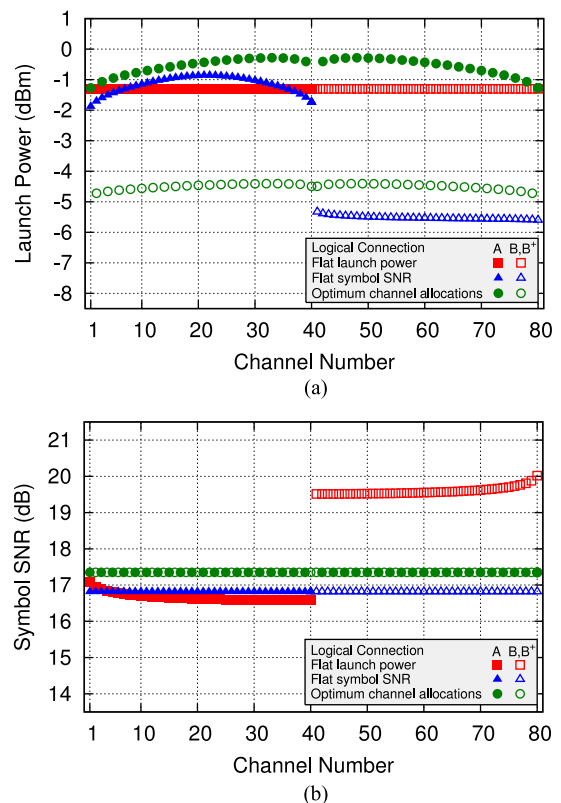 1
0
-1
-2
-3
-4
-5
-6
-7
-8
Launch Power (dBm)
Logical Connection A B,B+
Flat launch power
Flat symbol SNR
Optimum channel allocations
1 10 20 30 40 50 60 70 80
Channel Number
(a)
21
20
19
18
17
16
15
14
Symbol SNR (dB)
Logical Connection A B,B+
Flat launch power
Flat symbol SNR
Optimum channel allocations
1 10 20 30 40 50 60 70 80
Channel Number
(b)